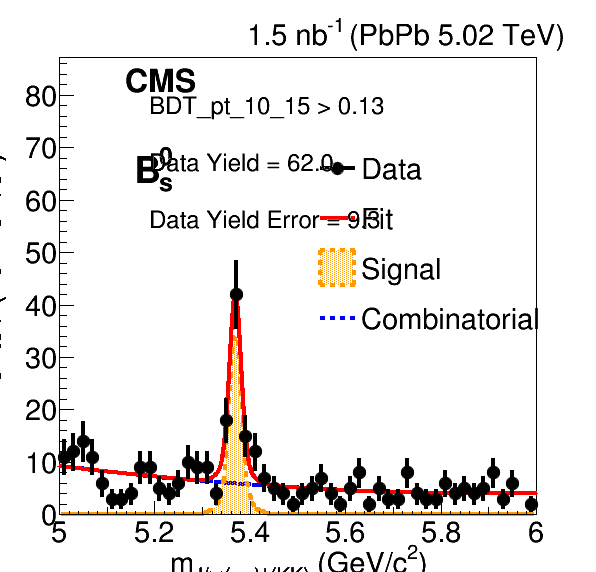 1.5 nb⁻¹ (PbPb 5.02 TeV)
CMS
BDT_pt_10_15 > 0.13
B⁰ₛ
Data Yield = 62.0
Data Yield Error = 9.3
Data
Fit
Signal
Combinatorial
80
70
60
50
40
30
20
10
0
5 5.2 5.4 5.6 5.8 6
m (GeV/c²)